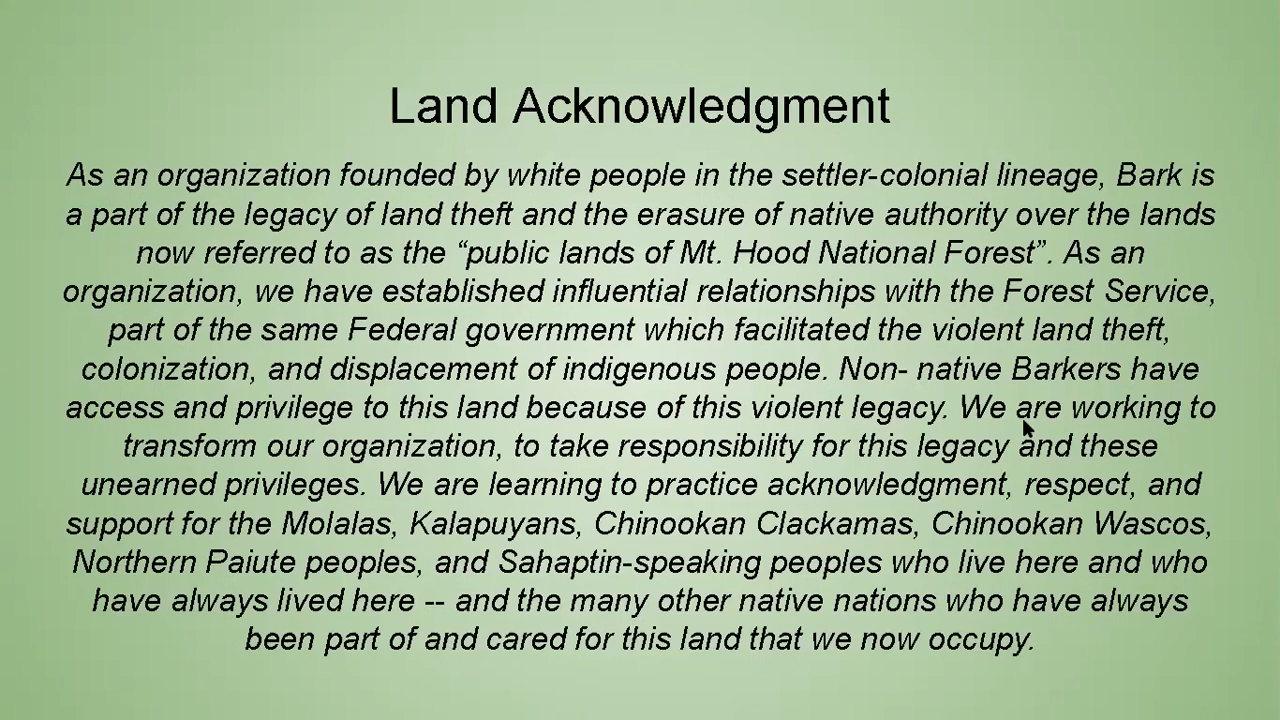 Land Acknowledgment
As an organization founded by white people in the settler-colonial lineage, Bark is
a part of the legacy of land theft and the erasure of native authority over the lands
now referred to as the “public lands of Mt. Hood National Forest”. As an
organization, we have established influential relationships with the Forest Service,
part of the same Federal government which facilitated the violent land theft,
colonization, and displacement of indigenous people. Non- native Barkers have
access and privilege to this land because of this violent legacy. We are working to
transform our organization, to take responsibility for this legacy and these
unearned privileges. We are learning to practice acknowledgment, respect, and
support for the Molalas, Kalapuyans, Chinookan Clackamas, Chinookan Wascos,
Northern Paiute peoples, and Sahaptin-speaking peoples who live here and who
have always lived here -- and the many other native nations who have always
been part of and cared for this land that we now occupy.